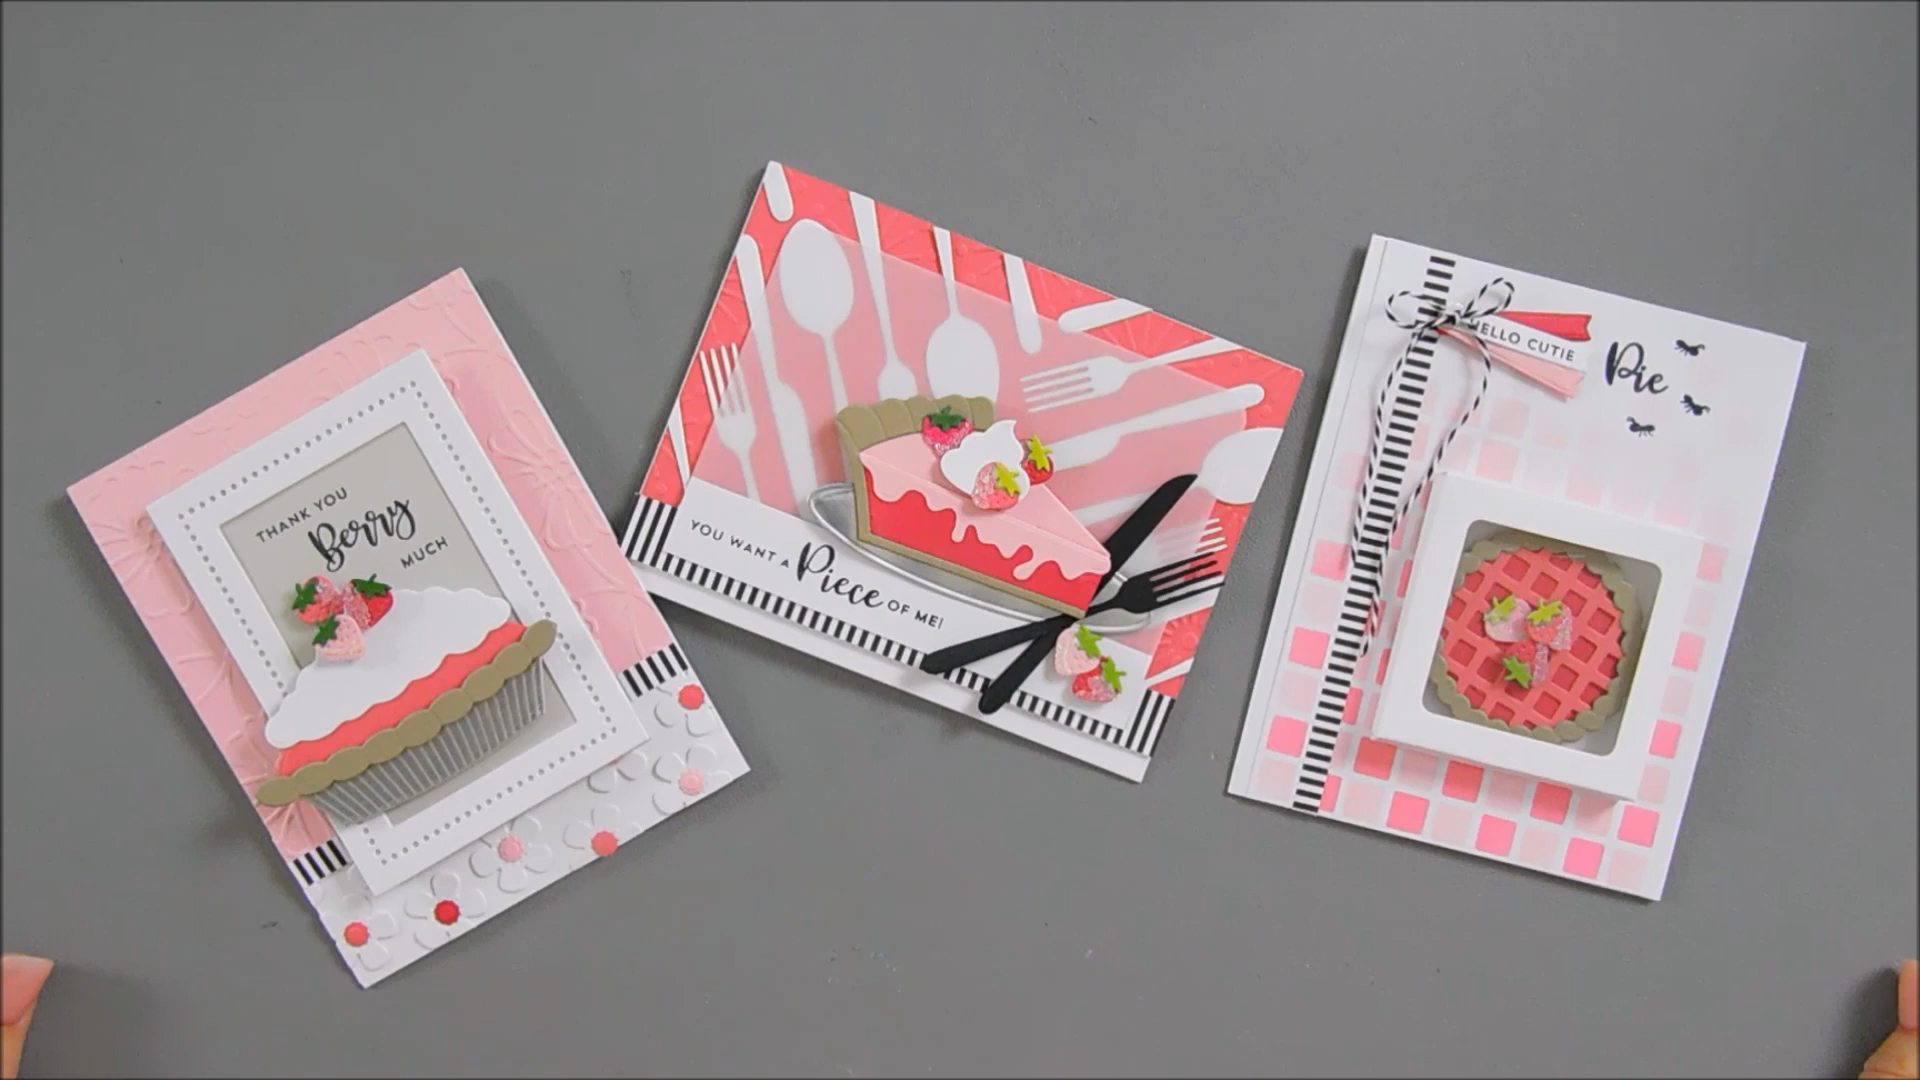 THANK YOU
Berry
MUCH
YOU WANT A Piece OF ME!
HELLO CUTIE
Pie